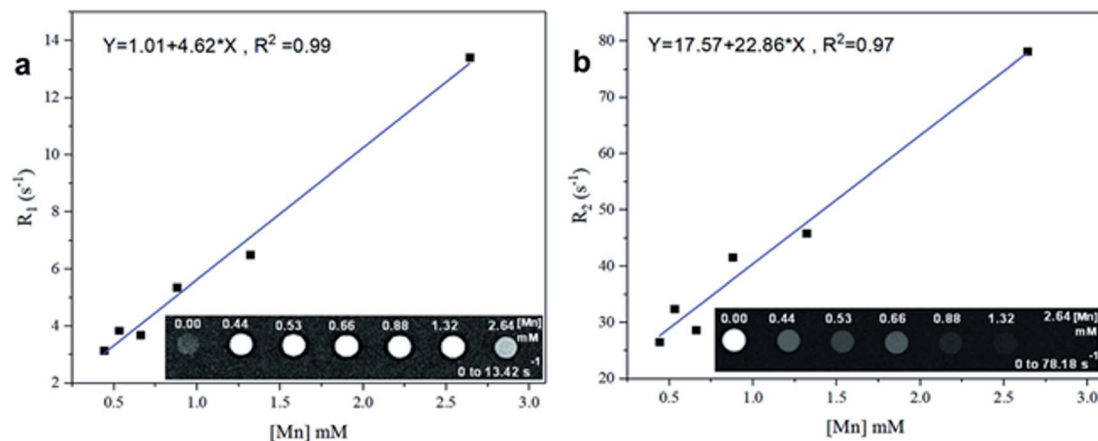 a
Y=1.01+4.62*X , R² =0.99
14
12
10
8
6
4
2
R₁ (s⁻¹)
0.00 0.44 0.53 0.66 0.88 1.32 2.64 [Mn] mM
0 to 13.42 s⁻¹
0.5 1.0 1.5 2.0 2.5 3.0
[Mn] mM
b
Y=17.57+22.86*X , R²=0.97
80
70
60
50
40
30
20
R₂ (s⁻¹)
0.00 0.44 0.53 0.66 0.88 1.32 2.64 [Mn] mM
0 to 78.18 s⁻¹
0.5 1.0 1.5 2.0 2.5 3.0
[Mn] mM